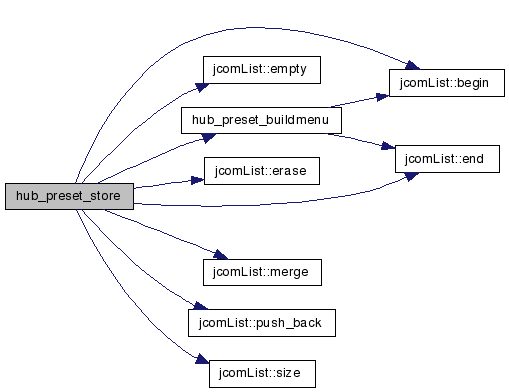 jcomList::empty
jcomList::begin
hub_preset_buildmenu
jcomList::end
jcomList::erase
hub_preset_store
jcomList::merge
jcomList::push_back
jcomList::size